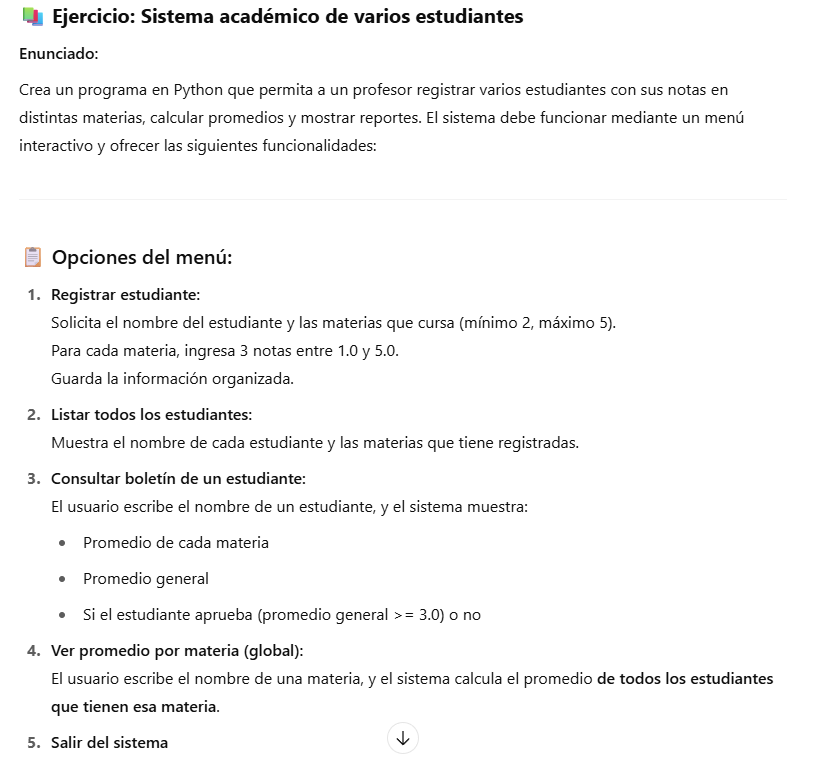 Ejercicio: Sistema académico de varios estudiantes
Enunciado:
Crea un programa en Python que permita a un profesor registrar varios estudiantes con sus notas en
distintas materias, calcular promedios y mostrar reportes. El sistema debe funcionar mediante un menú
interactivo y ofrecer las siguientes funcionalidades:
Opciones del menú:
1. Registrar estudiante:
Solicita el nombre del estudiante y las materias que cursa (mínimo 2, máximo 5).
Para cada materia, ingresa 3 notas entre 1.0 y 5.0.
Guarda la información organizada.
2. Listar todos los estudiantes:
Muestra el nombre de cada estudiante y las materias que tiene registradas.
3. Consultar boletín de un estudiante:
El usuario escribe el nombre de un estudiante, y el sistema muestra:
• Promedio de cada materia
• Promedio general
• Si el estudiante aprueba (promedio general >= 3.0) o no
4. Ver promedio por materia (global):
El usuario escribe el nombre de una materia, y el sistema calcula el promedio de todos los estudiantes
que tienen esa materia.
5. Salir del sistema